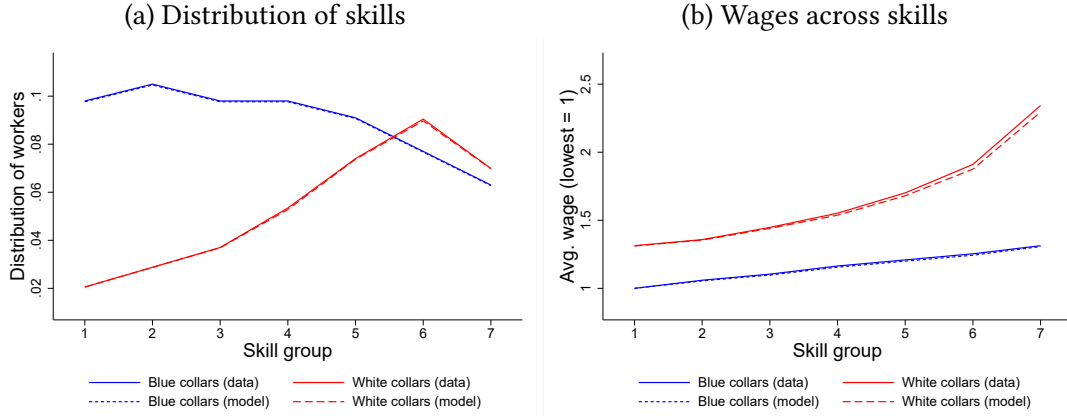 (a) Distribution of skills
Distribution of workers
.02 .04 .06 .08 .1
1 2 3 4 5 6 7
Skill group
Blue collars (data) White collars (data)
Blue collars (model) White collars (model)
(b) Wages across skills
Avg. wage (lowest = 1)
1 1.5 2 2.5
1 2 3 4 5 6 7
Skill group
Blue collars (data) White collars (data)
Blue collars (model) White collars (model)